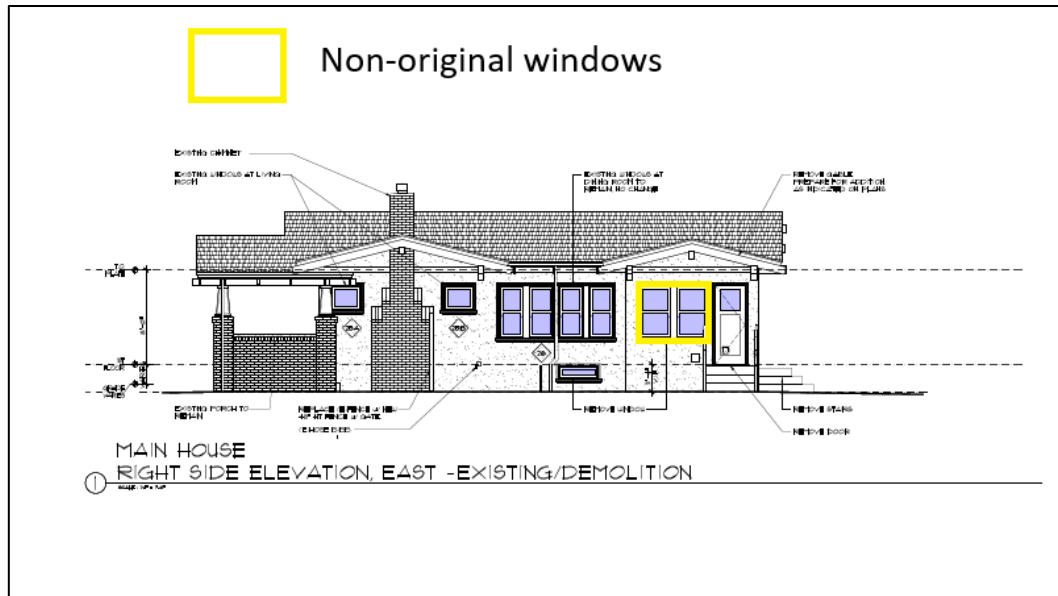 Non-original windows
EXISTING CHIMNEY
EXISTING WINDOWS AT LIVING
ROOM
EXISTING WINDOWS AT
DINING ROOM TO
REMAIN, NO CHANGE
REMOVE GABLE
PREPARE FOR ADDITION
AS INDICATED ON PLANS
EXISTING PORCH TO
REMAIN
REMOVE WINDOW
REMOVE STAIRS
REMOVE DOOR
MAIN HOUSE
1 RIGHT SIDE ELEVATION, EAST -EXISTING/DEMOLITION